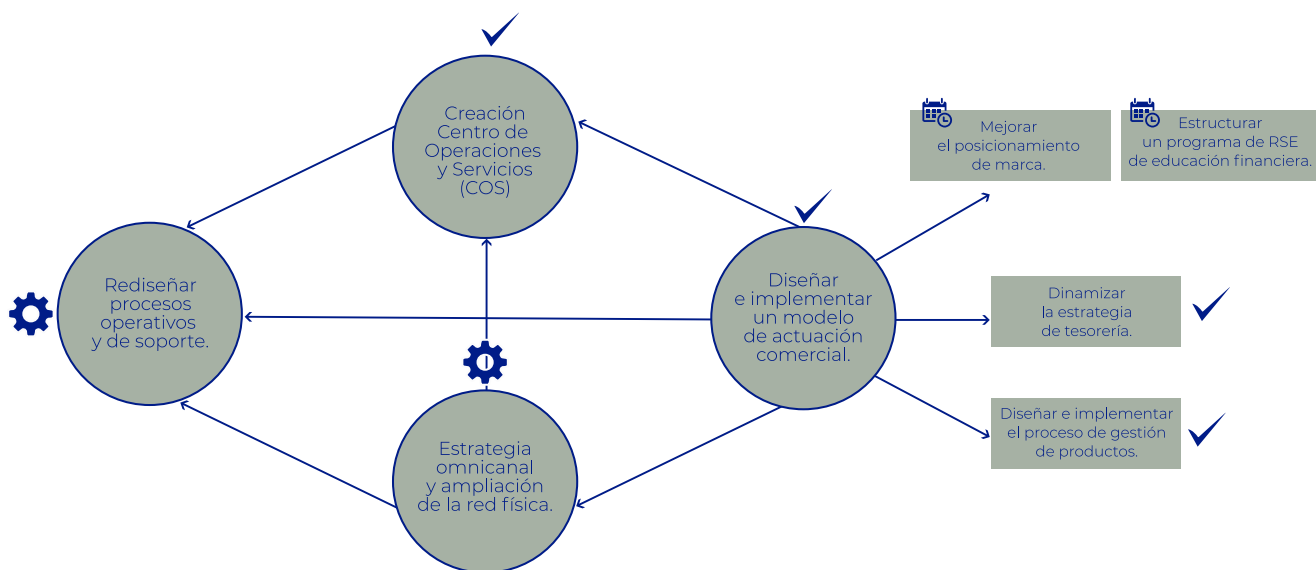 Creación
Centro de
Operaciones
y Servicios
(COS)
Mejorar
el posicionamiento
de marca.
Estructurar
un programa de RSE
de educación financiera.
Rediseñar
procesos
operativos
y de soporte.
Diseñar
e implementar
un modelo
de actuación
comercial.
Dinamizar
la estrategia
de tesorería.
Estrategia
omnicanal
y ampliación
de la red física.
Diseñar e implementar
el proceso de gestión
de productos.